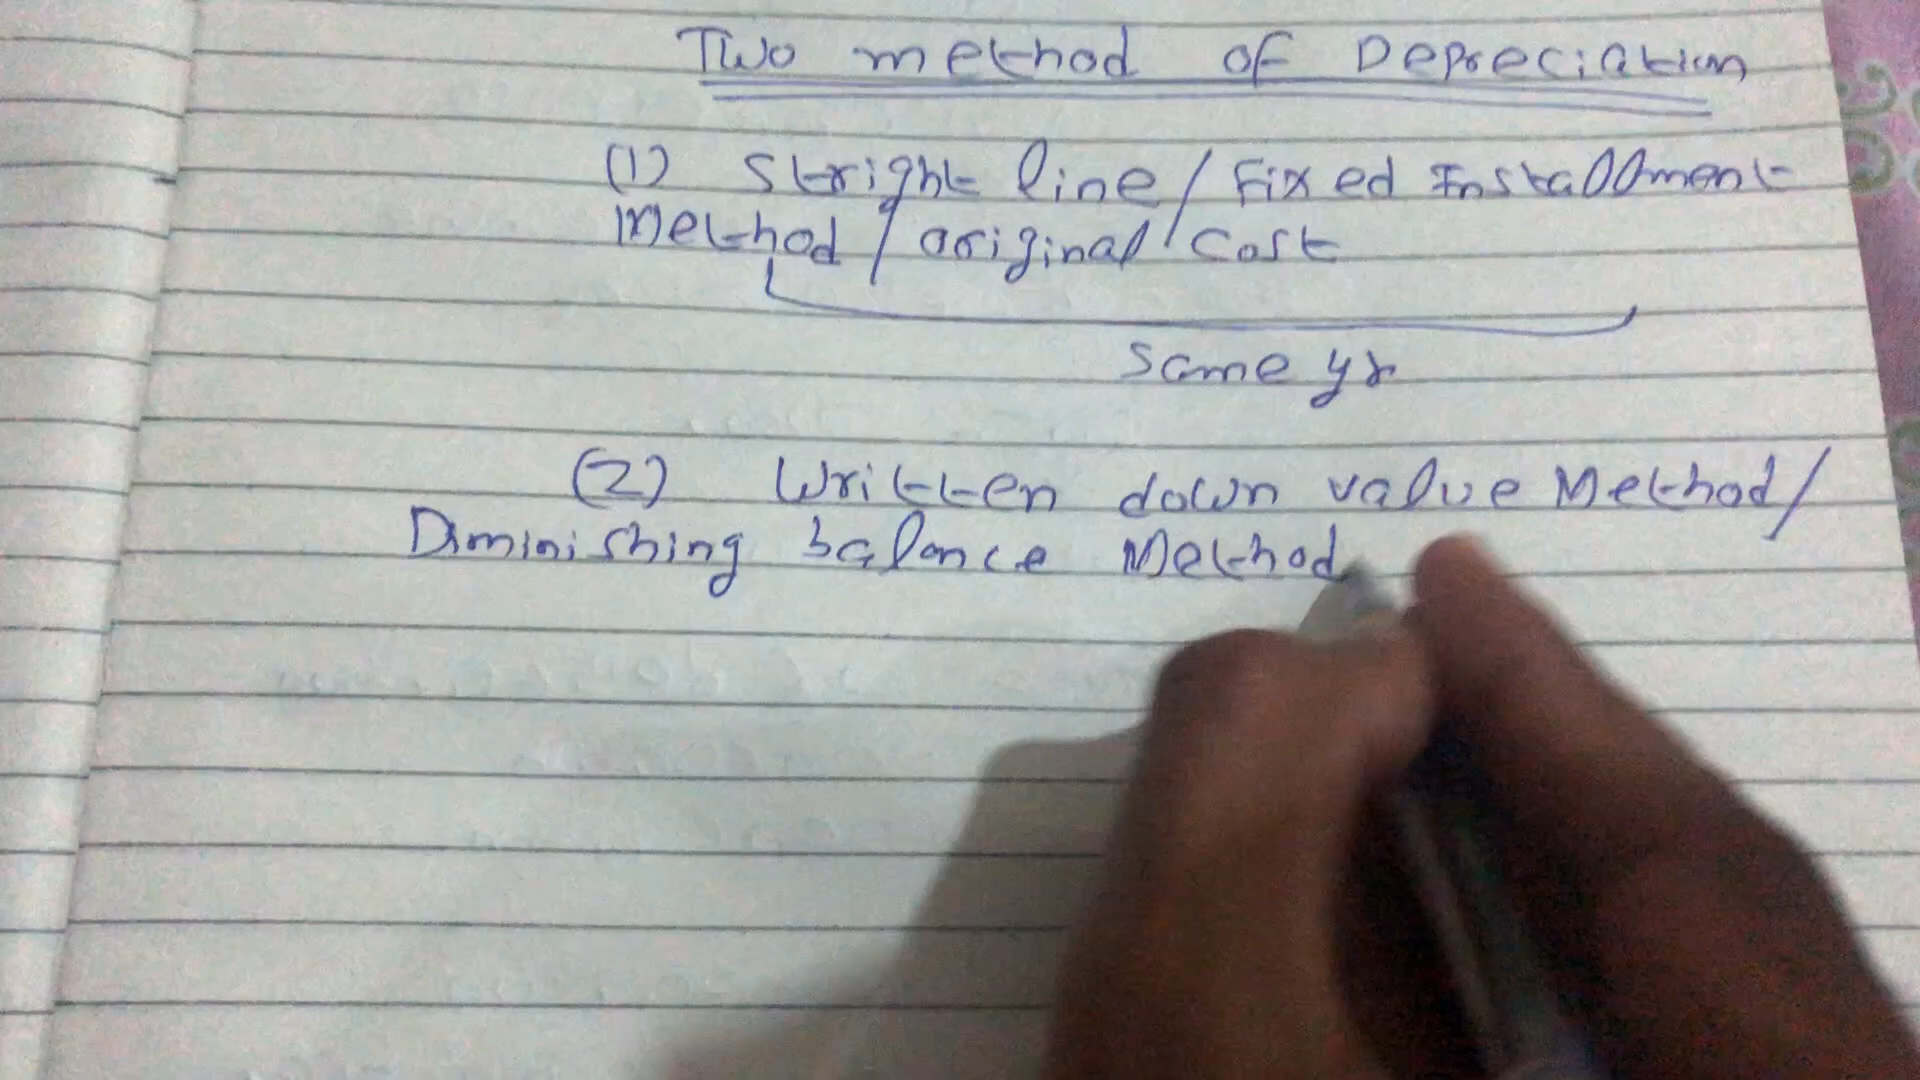 Two method of Depreciation
(1) Stright line / Fixed Installment
Method / original cost
Same yr
(2) Written down value Method /
Diminishing balance Method